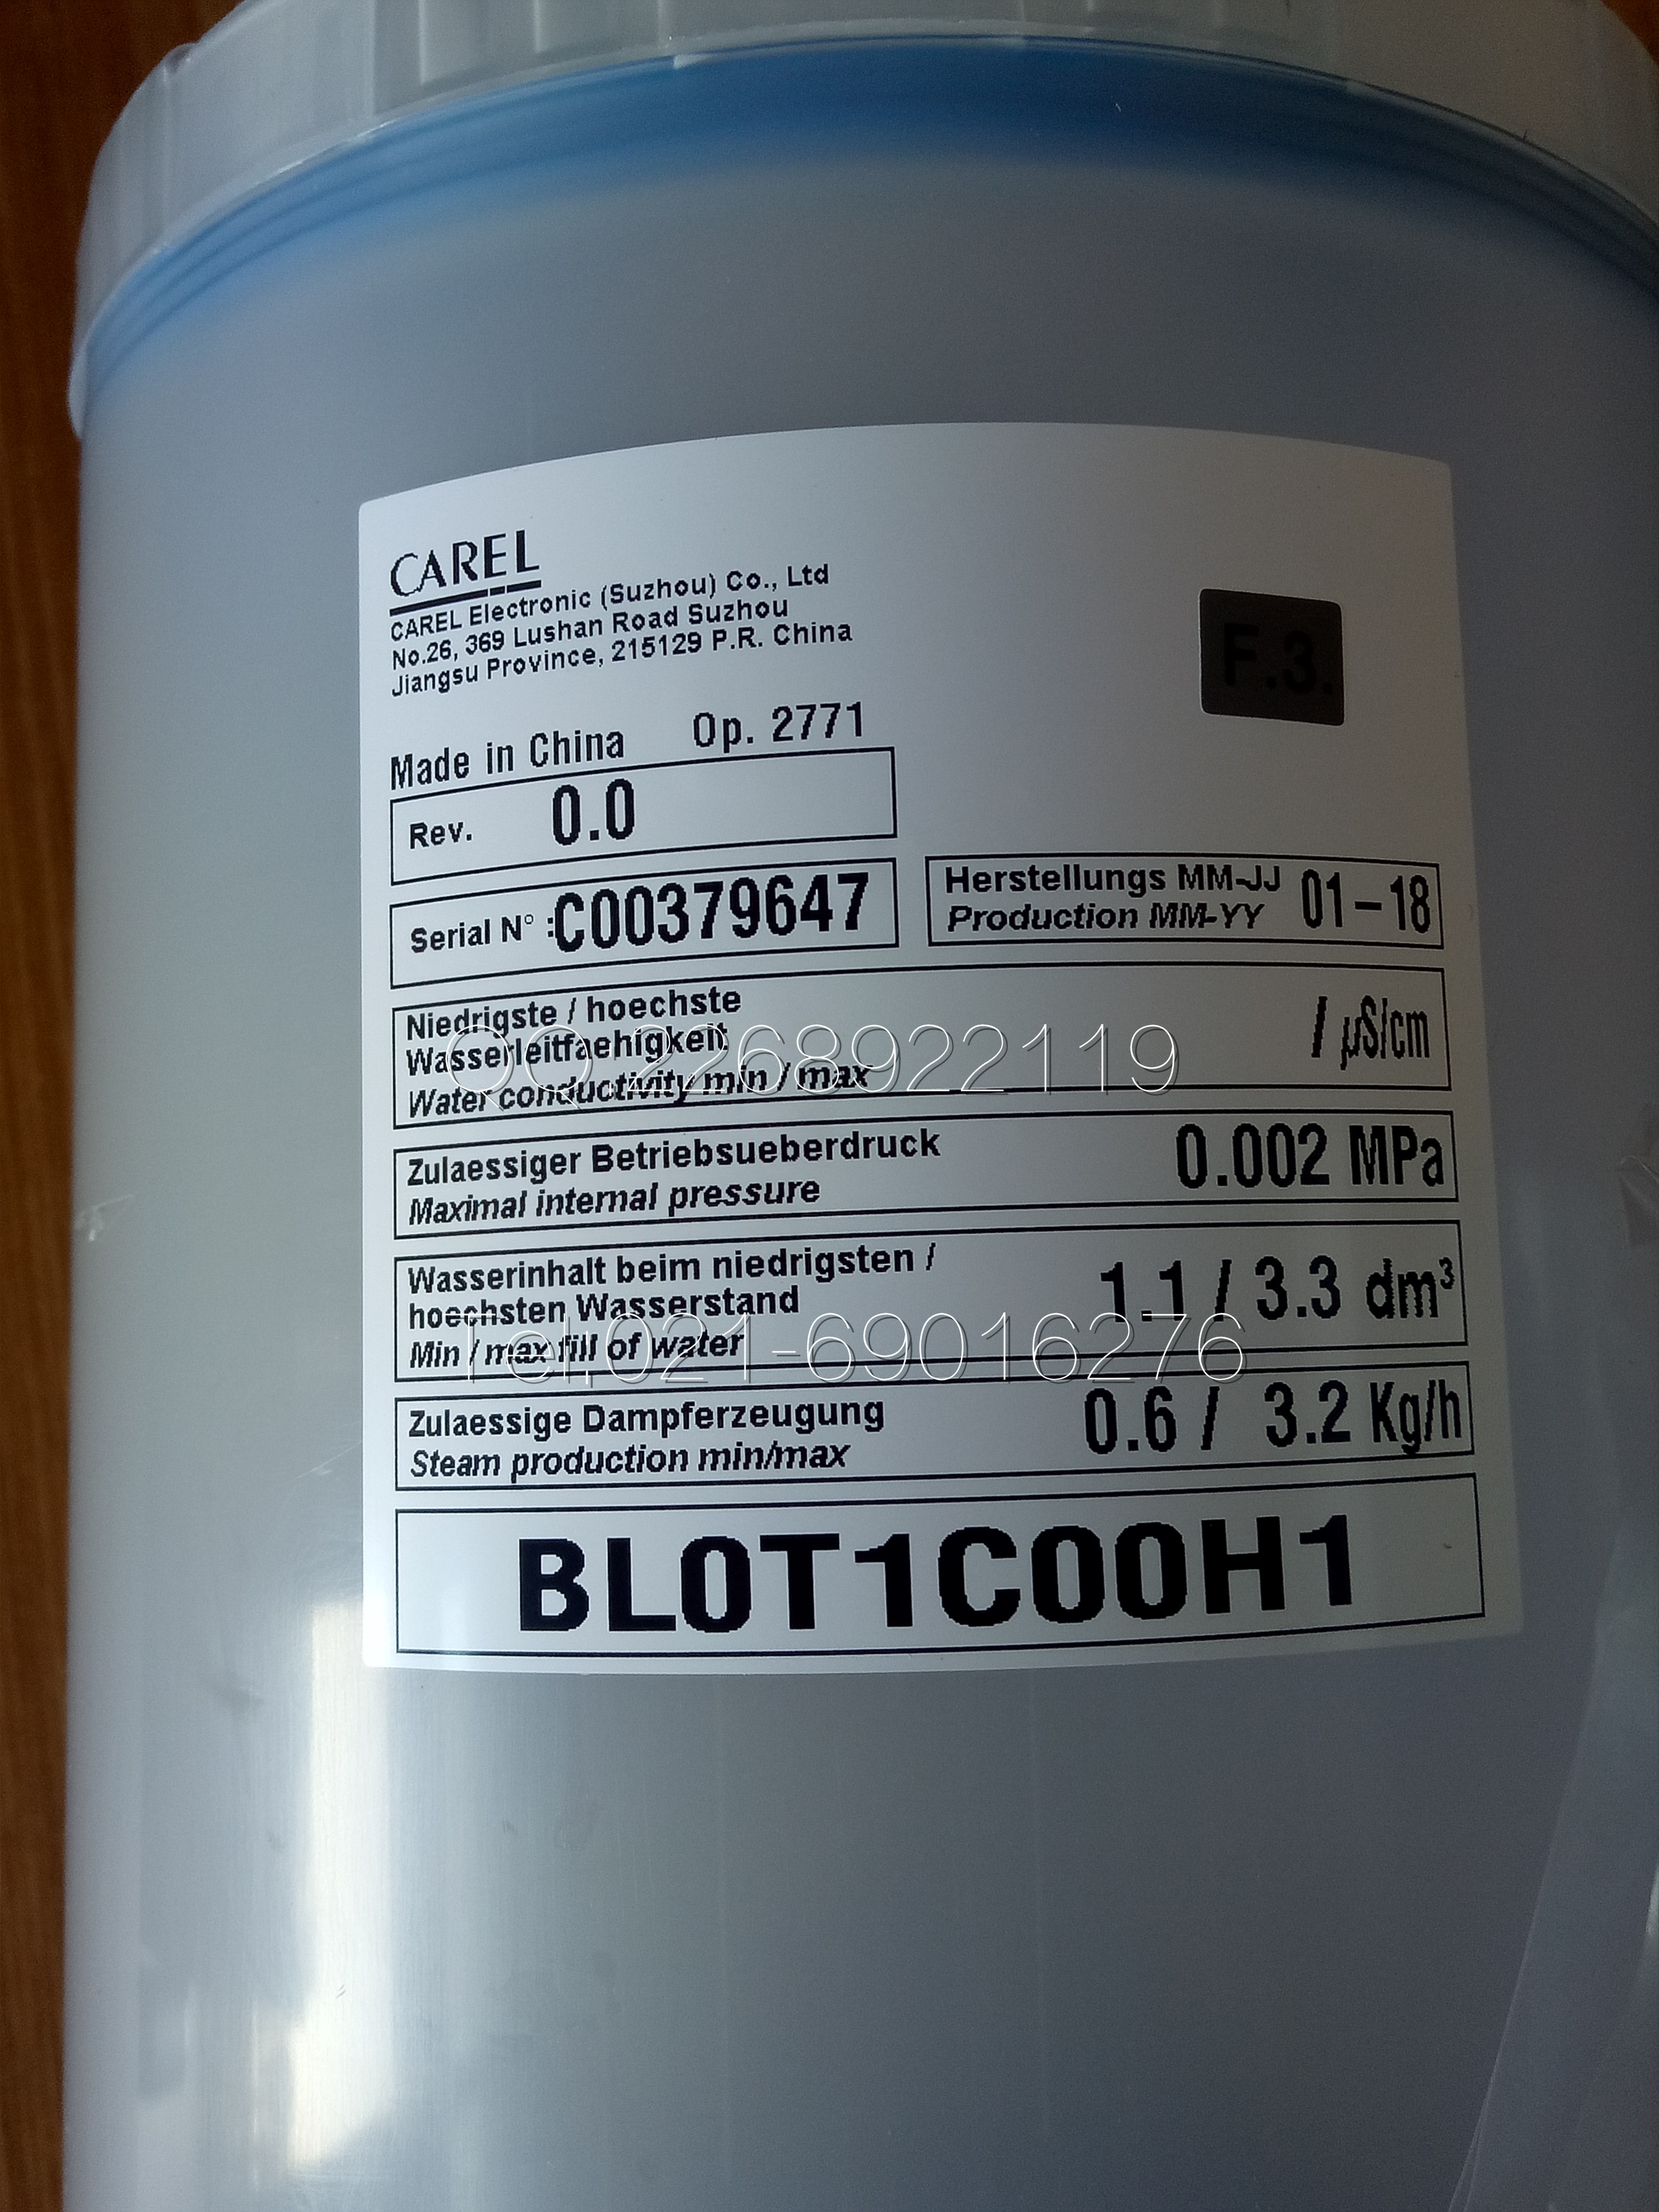 CAREL
CAREL Electronic (Suzhou) Co., Ltd
No.26, 369 Lushan Road Suzhou
Jiangsu Province, 215129 P.R. China
F.3.
Made in China Op. 2771
Rev. 0.0
Serial N° :C00379647
Herstellungs MM-JJ
Production MM-YY
01-18
Niedrigste / hoechste
Wasserleitfaehigkeit
Water conductivity min / max
/ µS/cm
QQ:2268922119
Zulaessiger Betriebsueberdruck
Maximal internal pressure
0.002 MPa
Wasserinhalt beim niedrigsten /
hoechsten Wasserstand
Min / max fill of water
1.1 / 3.3 dm³
Tel:021-69016276
Zulaessige Dampferzeugung
Steam production min/max
0.6 / 3.2 Kg/h
BL0T1C00H1